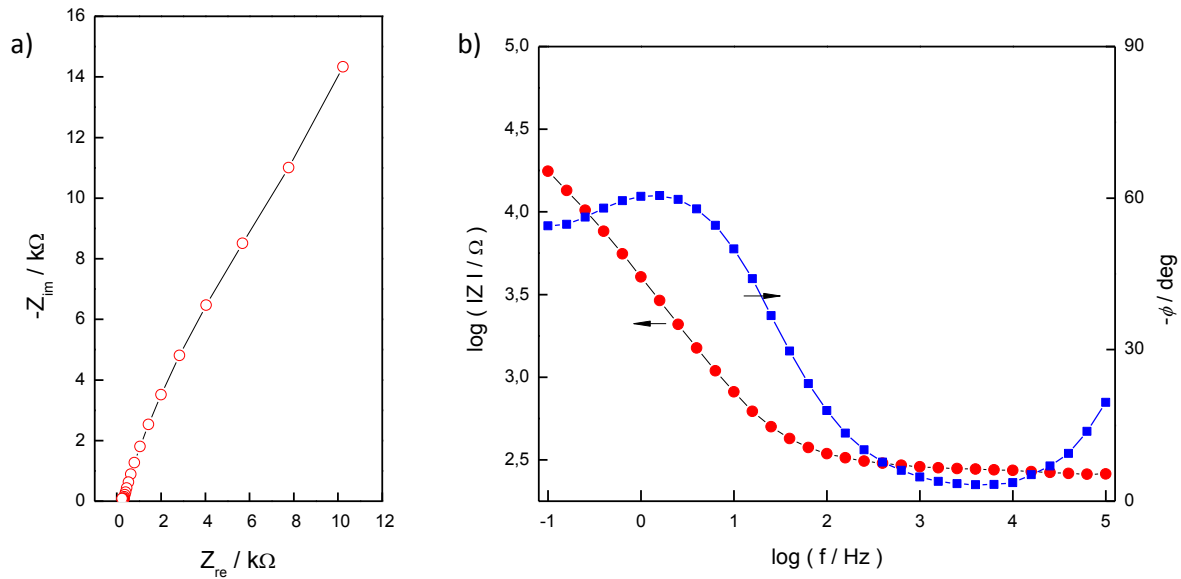 a)
16
14
12
10
8
6
4
2
0
0 2 4 6 8 10 12
-Z_im / kΩ
Z_re / kΩ
b)
5,0
4,5
4,0
3,5
3,0
2,5
log ( IZ I / Ω )
-1 0 1 2 3 4 5
log ( f / Hz )
90
60
30
0
-ϕ / deg